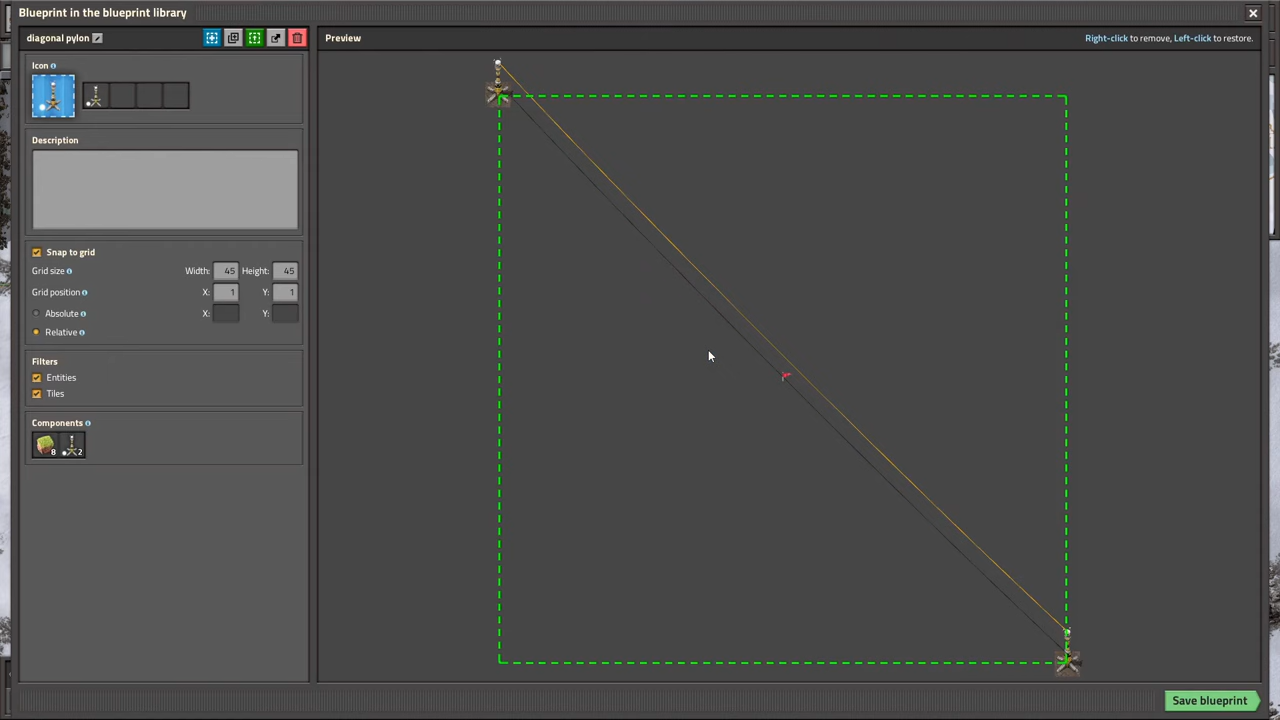 Blueprint in the blueprint library
diagonal pylon
Preview
Right-click to remove, Left-click to restore.
Icon
Description
Snap to grid
Grid size Width: 45 Height: 45
Grid position X: 1 Y: 1
Absolute X: Y:
Relative
Filters
Entities
Tiles
Components
8 2
Save blueprint